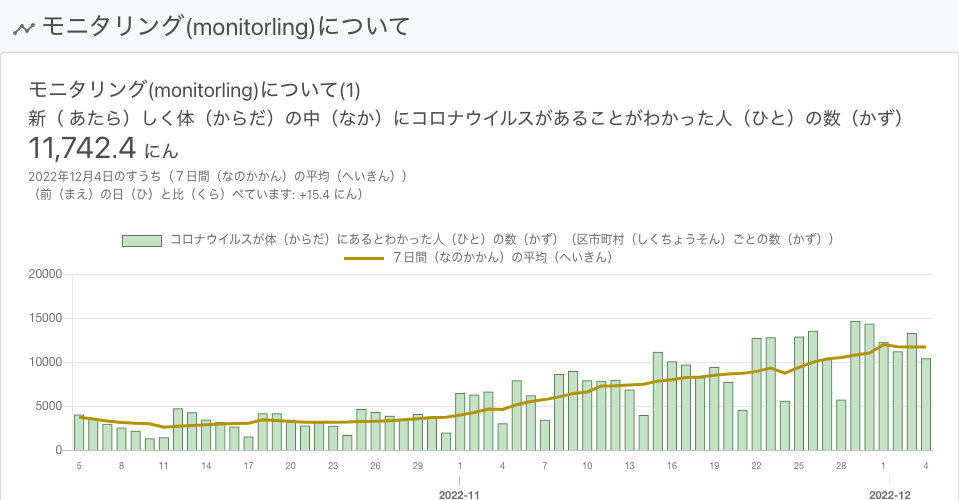 モニタリング(monitorling)について
モニタリング(monitorling)について(1)
新（ あたら）しく体（からだ）の中（なか）にコロナウイルスがあることがわかった人（ひと）の数（かず）
11,742.4 にん
2022年12月4日のすうち（７日間（なのかかん）の平均（へいきん））
（前（まえ）の日（ひ）と比（くら）べています: +15.4 にん）
コロナウイルスが体（からだ）にあるとわかった人（ひと）の数（かず）（区市町村（しくちょうそん）ごとの数（かず））
７日間（なのかかん）の平均（へいきん）
20000
15000
10000
5000
0
5 8 11 14 17 20 23 26 29 1 4 7 10 13 16 19 22 25 28 1 4
2022-11 2022-12